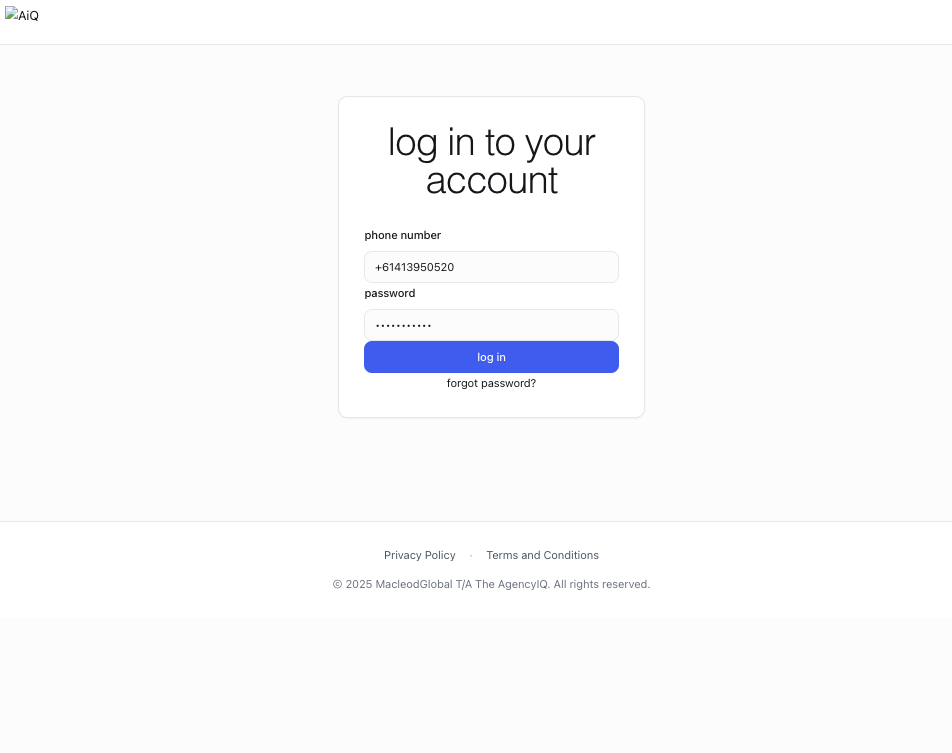 AiQ
log in to your
account
phone number
+61413950520
password
•••••••••••
log in
forgot password?
Privacy Policy · Terms and Conditions
© 2025 MacleodGlobal T/A The AgencyIQ. All rights reserved.